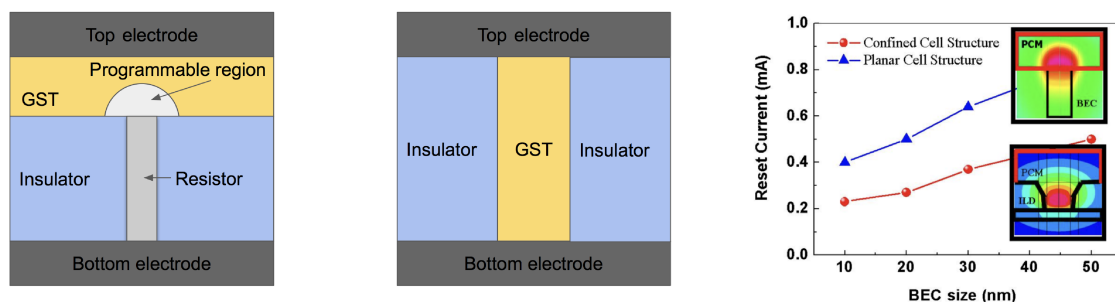 Top electrode
Programmable region
GST
Insulator
Resistor
Bottom electrode
Top electrode
Insulator
GST
Insulator
Bottom electrode
Reset Current (mA)
1.0
0.8
0.6
0.4
0.2
0.0
Confined Cell Structure
Planar Cell Structure
PCM
BEC
PCM
ILD
10
20
30
40
50
BEC size (nm)